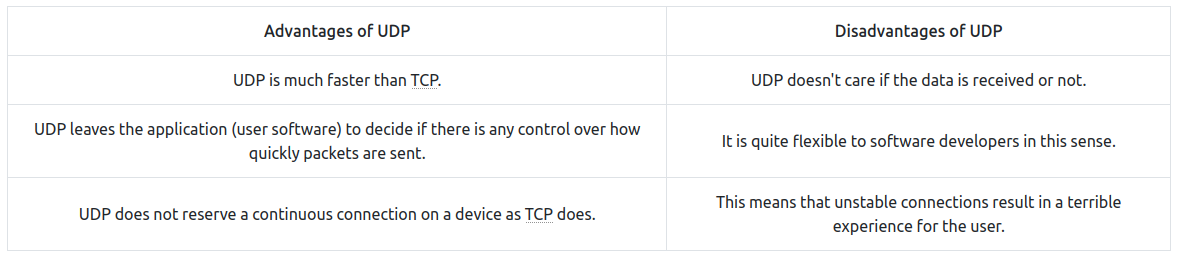 Advantages of UDP
Disadvantages of UDP
UDP is much faster than TCP.
UDP doesn't care if the data is received or not.
UDP leaves the application (user software) to decide if there is any control over how
quickly packets are sent.
It is quite flexible to software developers in this sense.
UDP does not reserve a continuous connection on a device as TCP does.
This means that unstable connections result in a terrible
experience for the user.